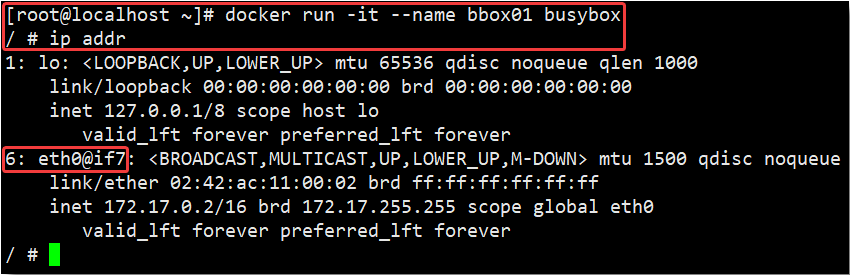 [root@localhost ~]# docker run -it --name bbox01 busybox
/ # ip addr
1: lo: <LOOPBACK,UP,LOWER_UP> mtu 65536 qdisc noqueue qlen 1000
    link/loopback 00:00:00:00:00:00 brd 00:00:00:00:00:00
    inet 127.0.0.1/8 scope host lo
       valid_lft forever preferred_lft forever
6: eth0@if7: <BROADCAST,MULTICAST,UP,LOWER_UP,M-DOWN> mtu 1500 qdisc noqueue
    link/ether 02:42:ac:11:00:02 brd ff:ff:ff:ff:ff:ff
    inet 172.17.0.2/16 brd 172.17.255.255 scope global eth0
       valid_lft forever preferred_lft forever
/ #